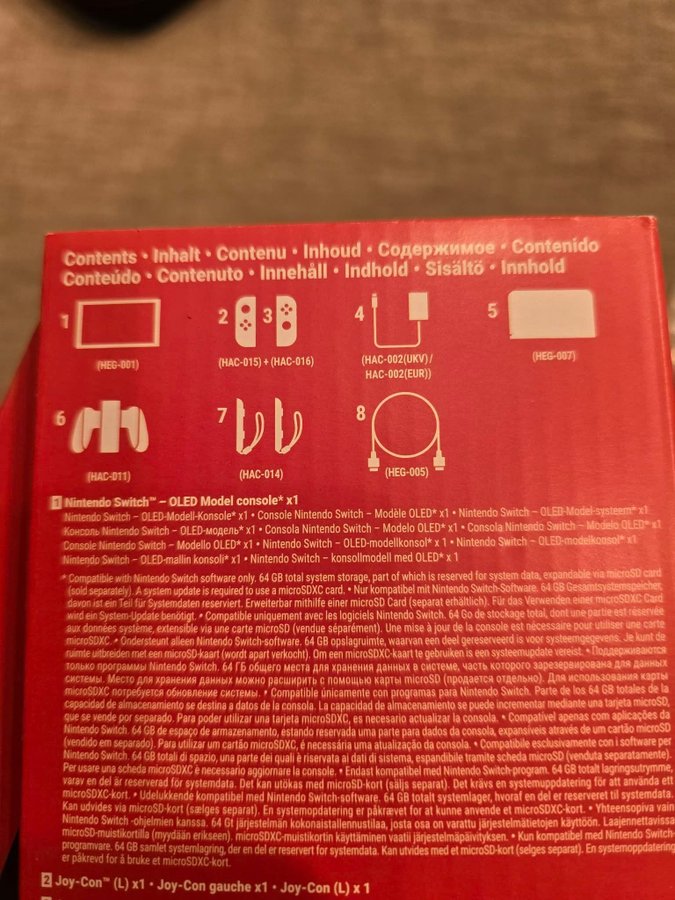 Contents • Inhalt • Contenu • Inhoud • Содержимое • Contenido
Conteúdo • Contenuto • Innehåll • Indhold • Sisältö • Innhold
1
2
3
4
5
(HEG-001)
(HAC-015) + (HAC-016)
(HAC-002(UKV)/
HAC-002(EUR))
(HEG-007)
6
7
8
(HAC-011)
(HAC-014)
(HEG-005)
1 Nintendo Switch™ – OLED Model console* x1
Nintendo Switch – OLED-Modell-Konsole* x1 • Console Nintendo Switch – Modèle OLED* x1 • Nintendo Switch – OLED-Model-systeem* x1
Консоль Nintendo Switch – OLED-модель* x1 • Consola Nintendo Switch – Modelo OLED* x1 • Consola Nintendo Switch – Modelo OLED* x1
Console Nintendo Switch – Modello OLED* x1 • Nintendo Switch – OLED-modellkonsol* x1 • Nintendo Switch – OLED-modelkonsol* x1
Nintendo Switch – OLED-mallin konsoli* x1 • Nintendo Switch – konsollmodell med OLED* x 1
* Compatible with Nintendo Switch software only. 64 GB total system storage, part of which is reserved for system data, expandable via microSD card
(sold separately). A system update is required to use a microSDXC card. • Nur kompatibel mit Nintendo-Switch-Software. 64 GB Gesamtsystemspeicher,
davon ist ein Teil für Systemdaten reserviert. Erweiterbar mithilfe einer microSD Card (separat erhältlich). Für das Verwenden einer microSDXC Card
wird ein System-Update benötigt. • Compatible uniquement avec les logiciels Nintendo Switch. 64 Go de stockage total, dont une partie est réservée
aux données système, extensible via une carte microSD (vendue séparément). Une mise à jour de la console est nécessaire pour utiliser une carte
microSDXC. • Ondersteunt alleen Nintendo Switch-software. 64 GB opslagruimte, waarvan een deel gereserveerd is voor systeemgegevens. Je kunt de
ruimte uitbreiden met een microSD-kaart (wordt apart verkocht). Om een microSDXC-kaart te gebruiken is een systeemupdate vereist. • Поддерживаются
только программы Nintendo Switch. 64 ГБ общего места для хранения данных в системе, часть которого зарезервирована для данных
системы. Место для хранения данных можно расширить с помощью карты microSD (продается отдельно). Для использования карты
microSDXC потребуется обновление системы. • Compatible únicamente con programas para Nintendo Switch. Parte de los 64 GB totales de la
capacidad de almacenamiento se destina a datos de la consola. La capacidad de almacenamiento se puede incrementar mediante una tarjeta microSD,
que se vende por separado. Para poder utilizar una tarjeta microSDXC, es necesario actualizar la consola. • Compatível apenas com aplicações da
Nintendo Switch. 64 GB de espaço de armazenamento, estando reservada uma parte para dados da consola, expansíveis através de um cartão microSD
(vendido em separado). Para utilizar um cartão microSDXC, é necessária uma atualização da consola. • Compatibile esclusivamente con i software per
Nintendo Switch. 64 GB totali di spazio, una parte dei quali è riservata ai dati di sistema, espandibile tramite scheda microSD (venduta separatamente).
Per usare una scheda microSDXC è necessario aggiornare la console. • Endast kompatibel med Nintendo Switch-program. 64 GB totalt lagringsutrymme,
varav en del är reserverad för systemdata. Det kan utökas med microSD-kort (säljs separat). Det krävs en systemuppdatering för att använda ett
microSDXC-kort. • Udelukkende kompatibel med Nintendo Switch-software. 64 GB totalt systemlager, hvoraf en del er reserveret til systemdata.
Kan udvides via microSD-kort (sælges separat). En systemopdatering er påkrævet for at kunne anvende et microSDXC-kort. • Yhteensopiva vain
Nintendo Switch -ohjelmien kanssa. 64 Gt järjestelmän kokonaistallennustilaa, josta osa on varattu järjestelmätietojen käyttöön. Laajennettavissa
microSD-muistikortilla (myydään erikseen). microSDXC-muistikortin käyttäminen vaatii järjestelmäpäivityksen. • Kun kompatibel med Nintendo Switch-
programvare. 64 GB samlet systemlagring, der en del er reservert for systemdata. Kan utvides med et microSD-kort (selges separat). En systemoppdatering
er påkrevd for å bruke et microSDXC-kort.
2 Joy-Con™ (L) x1 • Joy-Con gauche x1 • Joy-Con (L) x 1